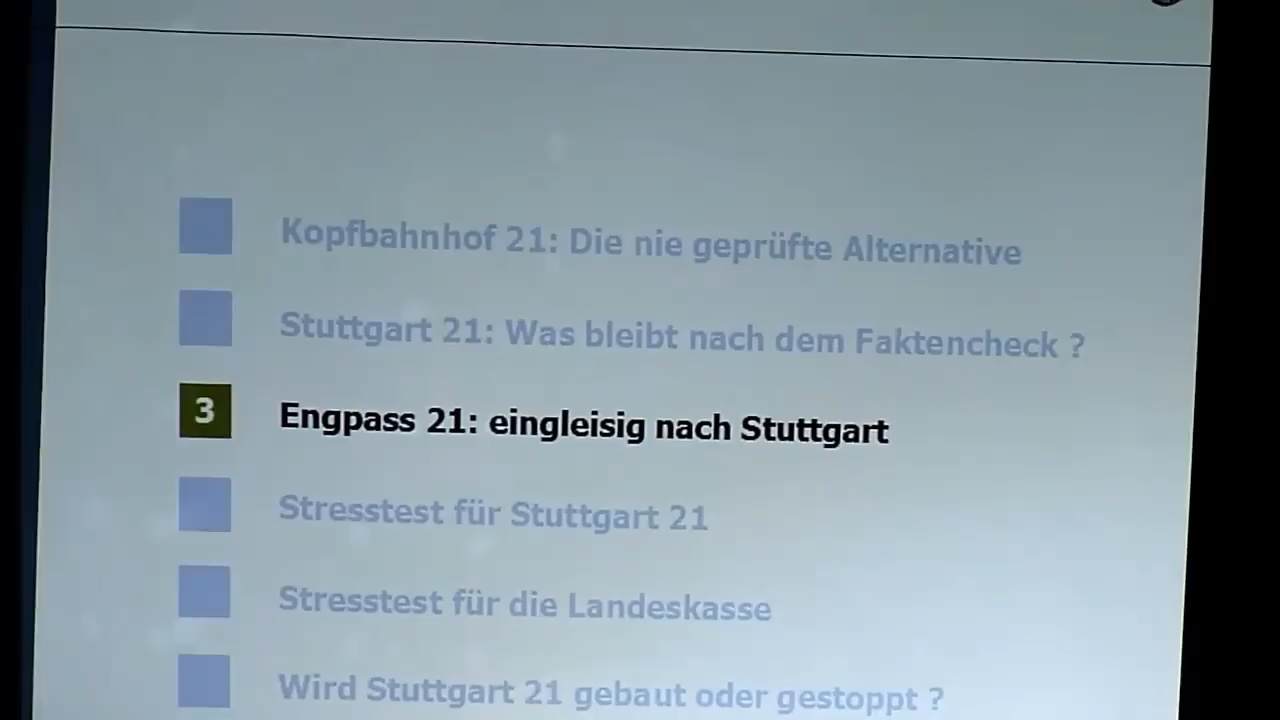 Kopfbahnhof 21: Die nie geprüfte Alternative
Stuttgart 21: Was bleibt nach dem Faktencheck ?
3 Engpass 21: eingleisig nach Stuttgart
Stresstest für Stuttgart 21
Stresstest für die Landeskasse
Wird Stuttgart 21 gebaut oder gestoppt ?